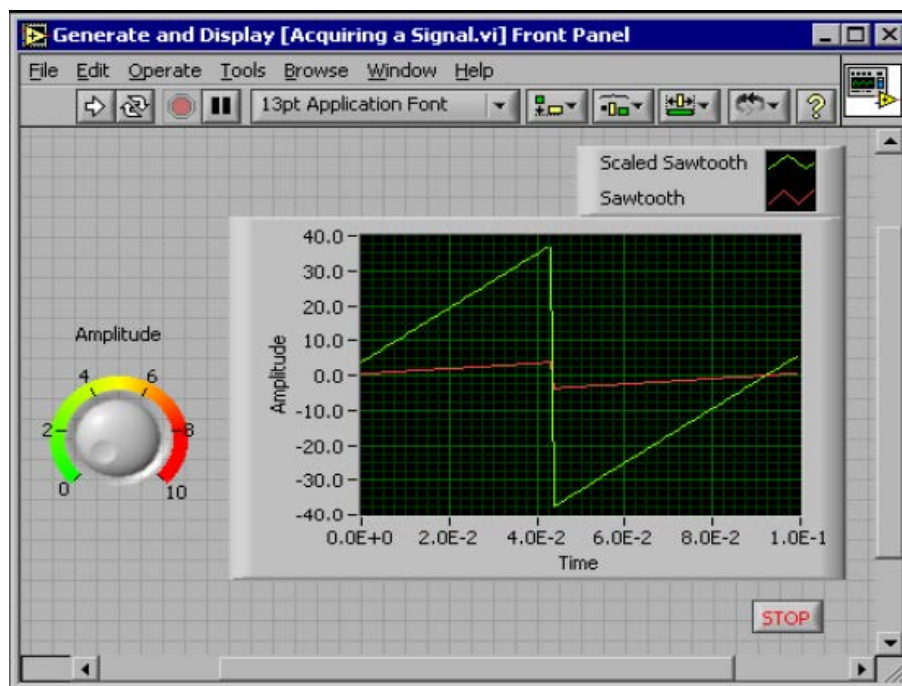 Generate and Display [Acquiring a Signal.vi] Front Panel
File Edit Operate Tools Browse Window Help
13pt Application Font
?
Scaled Sawtooth
Sawtooth
40.0
30.0
20.0
10.0
0.0
-10.0
-20.0
-30.0
-40.0
Amplitude
0.0E+0 2.0E-2 4.0E-2 6.0E-2 8.0E-2 1.0E-1
Time
Amplitude
4 6
2 8
0 10
STOP